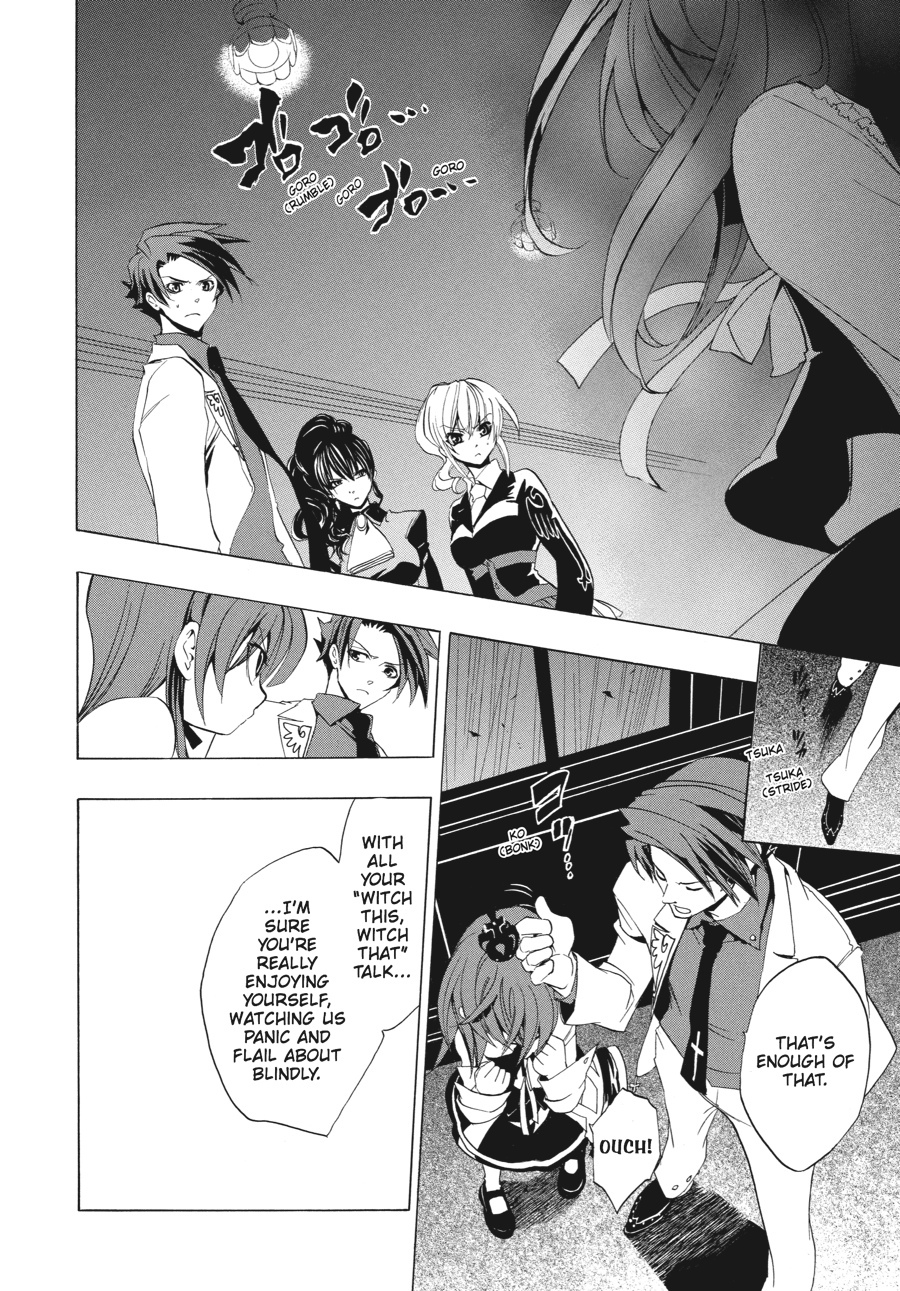 ゴロ
ゴロ…
GORO
(RUMBLE)
GORO
ゴロ…
GORO
ツカ
ツカ…
TSUKA
TSUKA
(STRIDE)
コッ…
KO
(BONK)
THAT'S
ENOUGH OF
THAT.
OUCH!
WITH
ALL
YOUR
"WITCH
THIS,
WITCH
THAT"
TALK...
...I'M
SURE
YOU'RE
REALLY
ENJOYING
YOURSELF,
WATCHING US
PANIC AND
FLAIL ABOUT
BLINDLY.